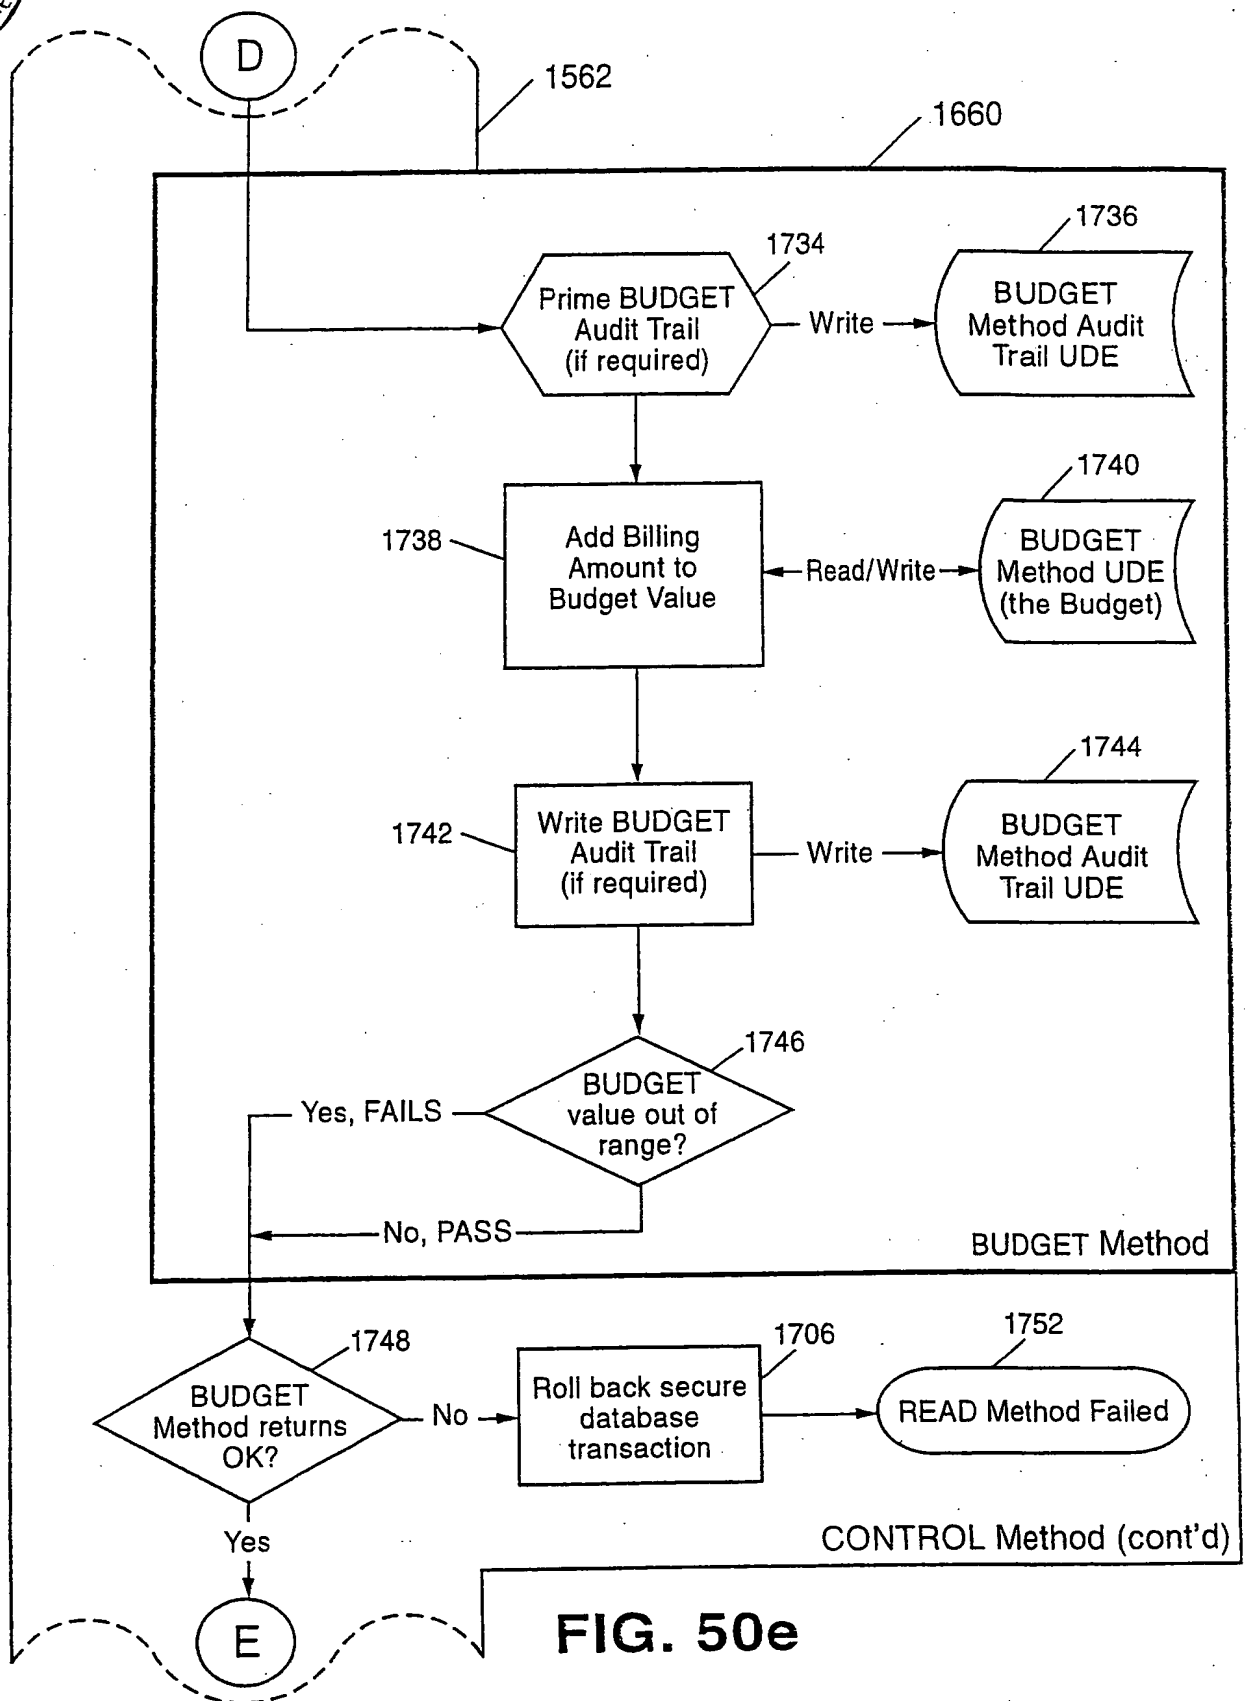 D
1562
1660
1734
1736
Prime BUDGET
Audit Trail
(if required)
Write
BUDGET
Method Audit
Trail UDE
1738
Add Billing
Amount to
Budget Value
Read/Write
1740
BUDGET
Method UDE
(the Budget)
1742
Write BUDGET
Audit Trail
(if required)
Write
1744
BUDGET
Method Audit
Trail UDE
1746
BUDGET
value out of
range?
Yes, FAILS
No, PASS
BUDGET Method
1748
BUDGET
Method returns
OK?
No
1706
Roll back secure
database
transaction
1752
READ Method Failed
Yes
CONTROL Method (cont'd)
E
FIG. 50e